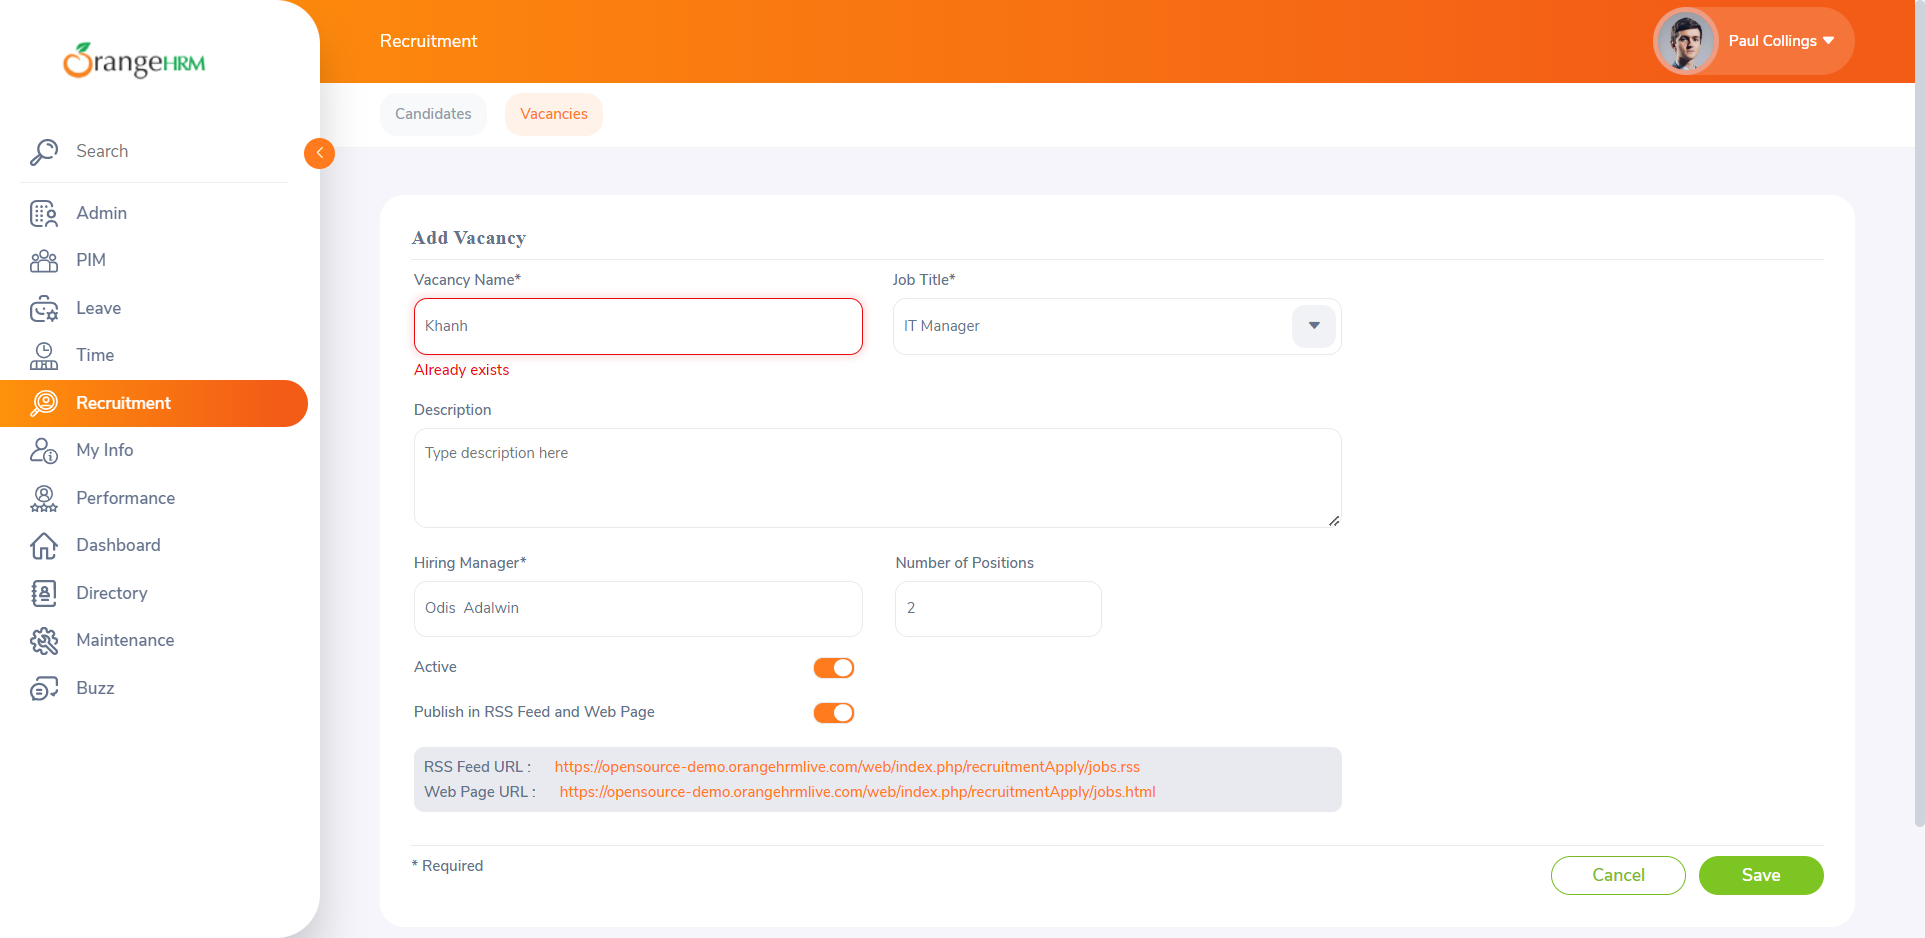 OrangeHRM
Recruitment
Paul Collings
Candidates
Vacancies
Search
Admin
PIM
Leave
Time
Recruitment
My Info
Performance
Dashboard
Directory
Maintenance
Buzz
Add Vacancy
Vacancy Name*
Job Title*
Khanh
IT Manager
Already exists
Description
Type description here
Hiring Manager*
Number of Positions
Odis  Adalwin
2
Active
Publish in RSS Feed and Web Page
RSS Feed URL : https://opensource-demo.orangehrmlive.com/web/index.php/recruitmentApply/jobs.rss
Web Page URL : https://opensource-demo.orangehrmlive.com/web/index.php/recruitmentApply/jobs.html
* Required
Cancel
Save